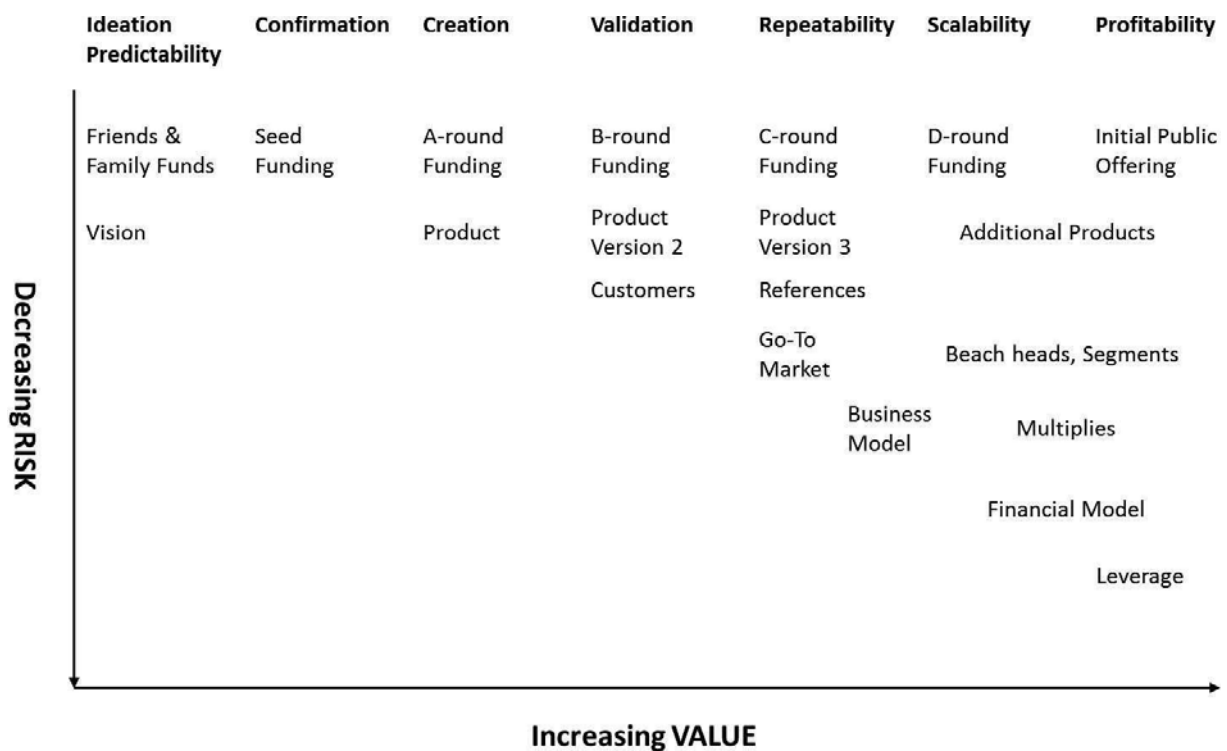 Ideation
Predictability
Confirmation
Creation
Validation
Repeatability
Scalability
Profitability
Friends &
Family Funds
Seed
Funding
A-round
Funding
B-round
Funding
C-round
Funding
D-round
Funding
Initial Public
Offering
Vision
Product
Product
Version 2
Product
Version 3
Additional Products
Customers
References
Go-To
Market
Beach heads, Segments
Business
Model
Multiplies
Financial Model
Leverage
Decreasing RISK
Increasing VALUE